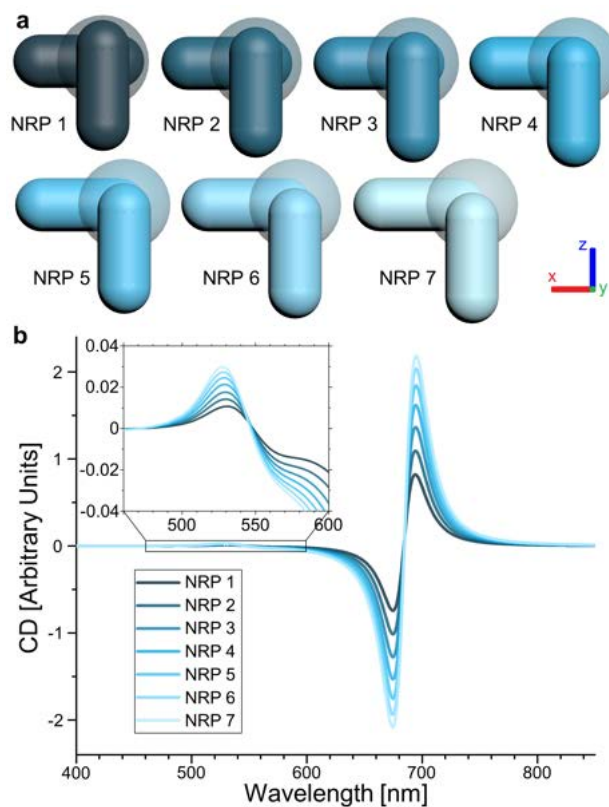 a
NRP 1
NRP 2
NRP 3
NRP 4
NRP 5
NRP 6
NRP 7
z
x
y
b
0.04
0.02
0
-0.02
-0.04
500
550
600
2
1
0
-1
-2
CD [Arbitrary Units]
NRP 1
NRP 2
NRP 3
NRP 4
NRP 5
NRP 6
NRP 7
400
500
600
700
800
Wavelength [nm]